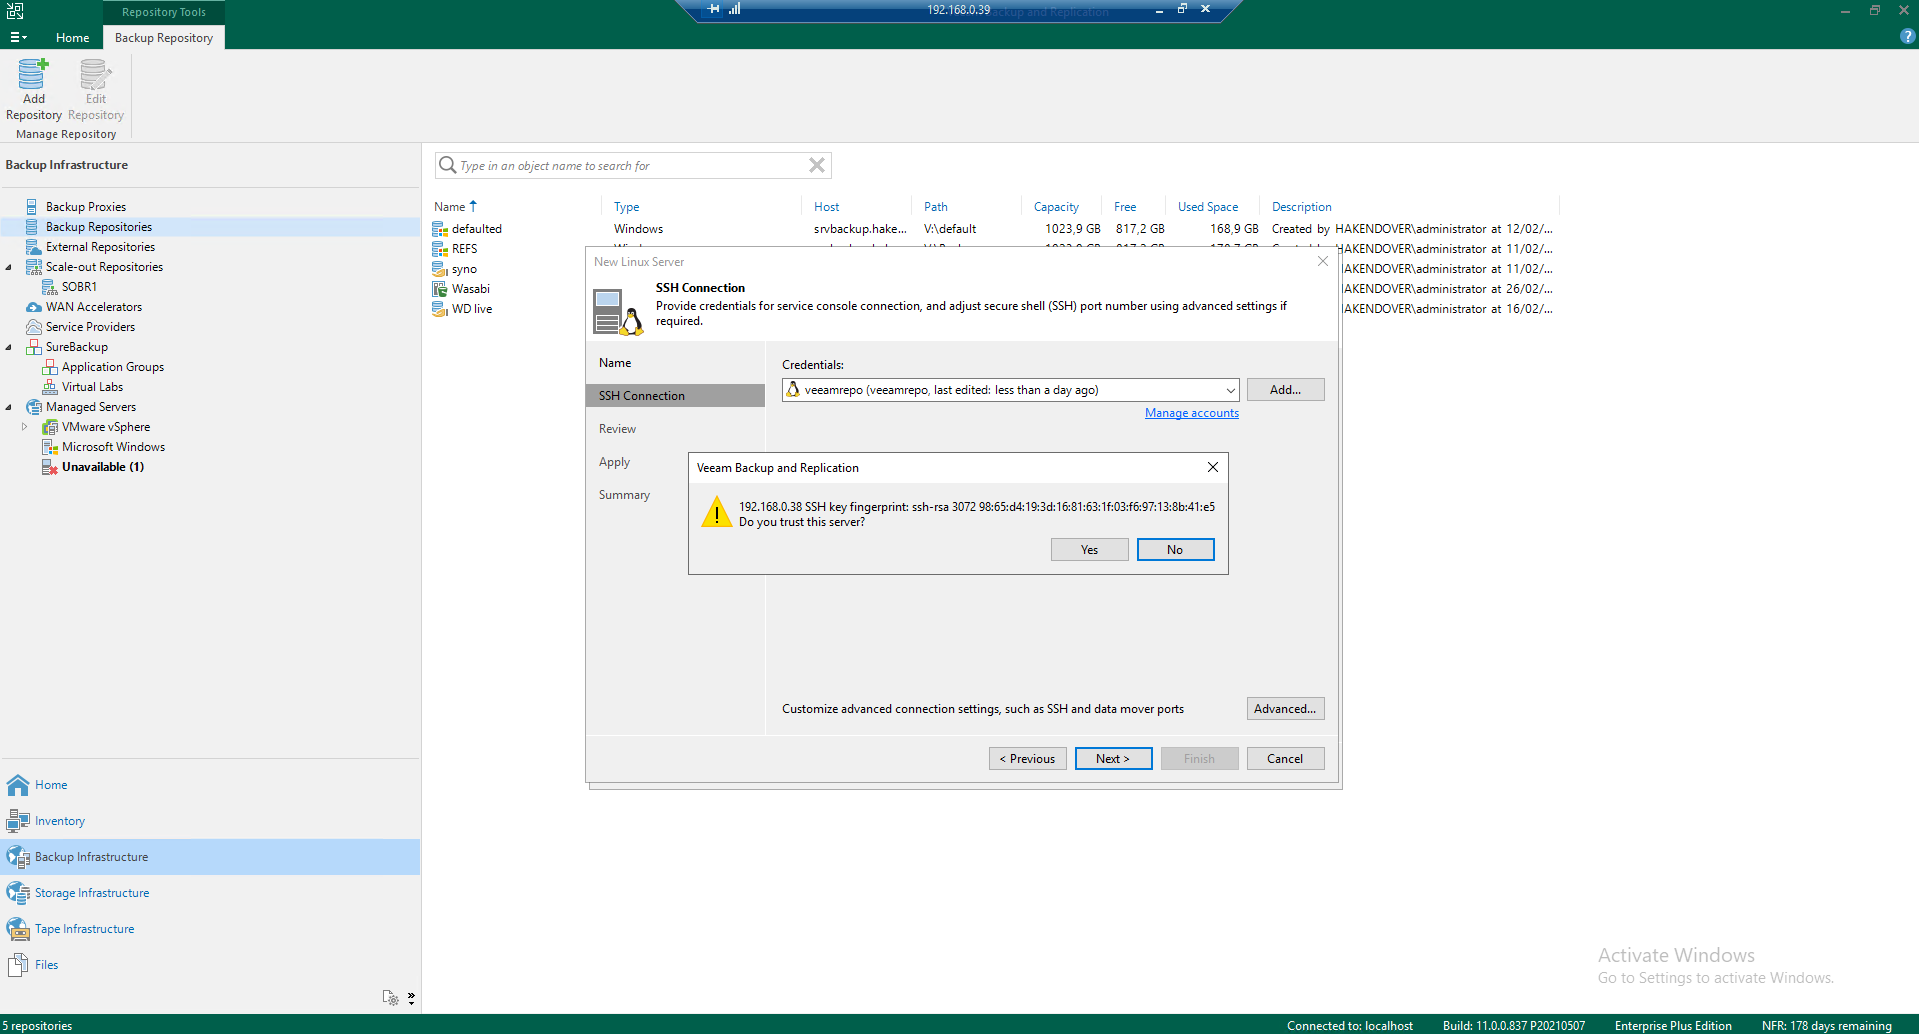 Repository Tools
192.168.0.39
Backup and Replication
Home
Backup Repository
Add
Repository
Edit
Repository
Manage Repository
Backup Infrastructure
Type in an object name to search for
Backup Proxies
Backup Repositories
External Repositories
Scale-out Repositories
SOBR1
WAN Accelerators
Service Providers
SureBackup
Application Groups
Virtual Labs
Managed Servers
VMware vSphere
Microsoft Windows
Unavailable (1)
Name Type Host Path Capacity Free Used Space Description
defaulted Windows srvbackup.hake... V:\default 1023,9 GB 817,2 GB 168,9 GB Created by HAKENDOVER\administrator at 12/02/...
REFS HAKENDOVER\administrator at 11/02/...
syno AKENDOVER\administrator at 11/02/...
Wasabi AKENDOVER\administrator at 26/02/...
WD live AKENDOVER\administrator at 16/02/...
New Linux Server
SSH Connection
Provide credentials for service console connection, and adjust secure shell (SSH) port number using advanced settings if
required.
Name
SSH Connection
Review
Apply
Summary
Credentials:
veeamrepo (veeamrepo, last edited: less than a day ago)
Add...
Manage accounts
Veeam Backup and Replication
192.168.0.38 SSH key fingerprint: ssh-rsa 3072 98:65:d4:19:3d:16:81:63:1f:03:f6:97:13:8b:41:e5
Do you trust this server?
Yes
No
Customize advanced connection settings, such as SSH and data mover ports
Advanced...
< Previous
Next >
Finish
Cancel
Home
Inventory
Backup Infrastructure
Storage Infrastructure
Tape Infrastructure
Files
Activate Windows
Go to Settings to activate Windows.
5 repositories
Connected to: localhost
Build: 11.0.0.837 P20210507
Enterprise Plus Edition
NFR: 178 days remaining